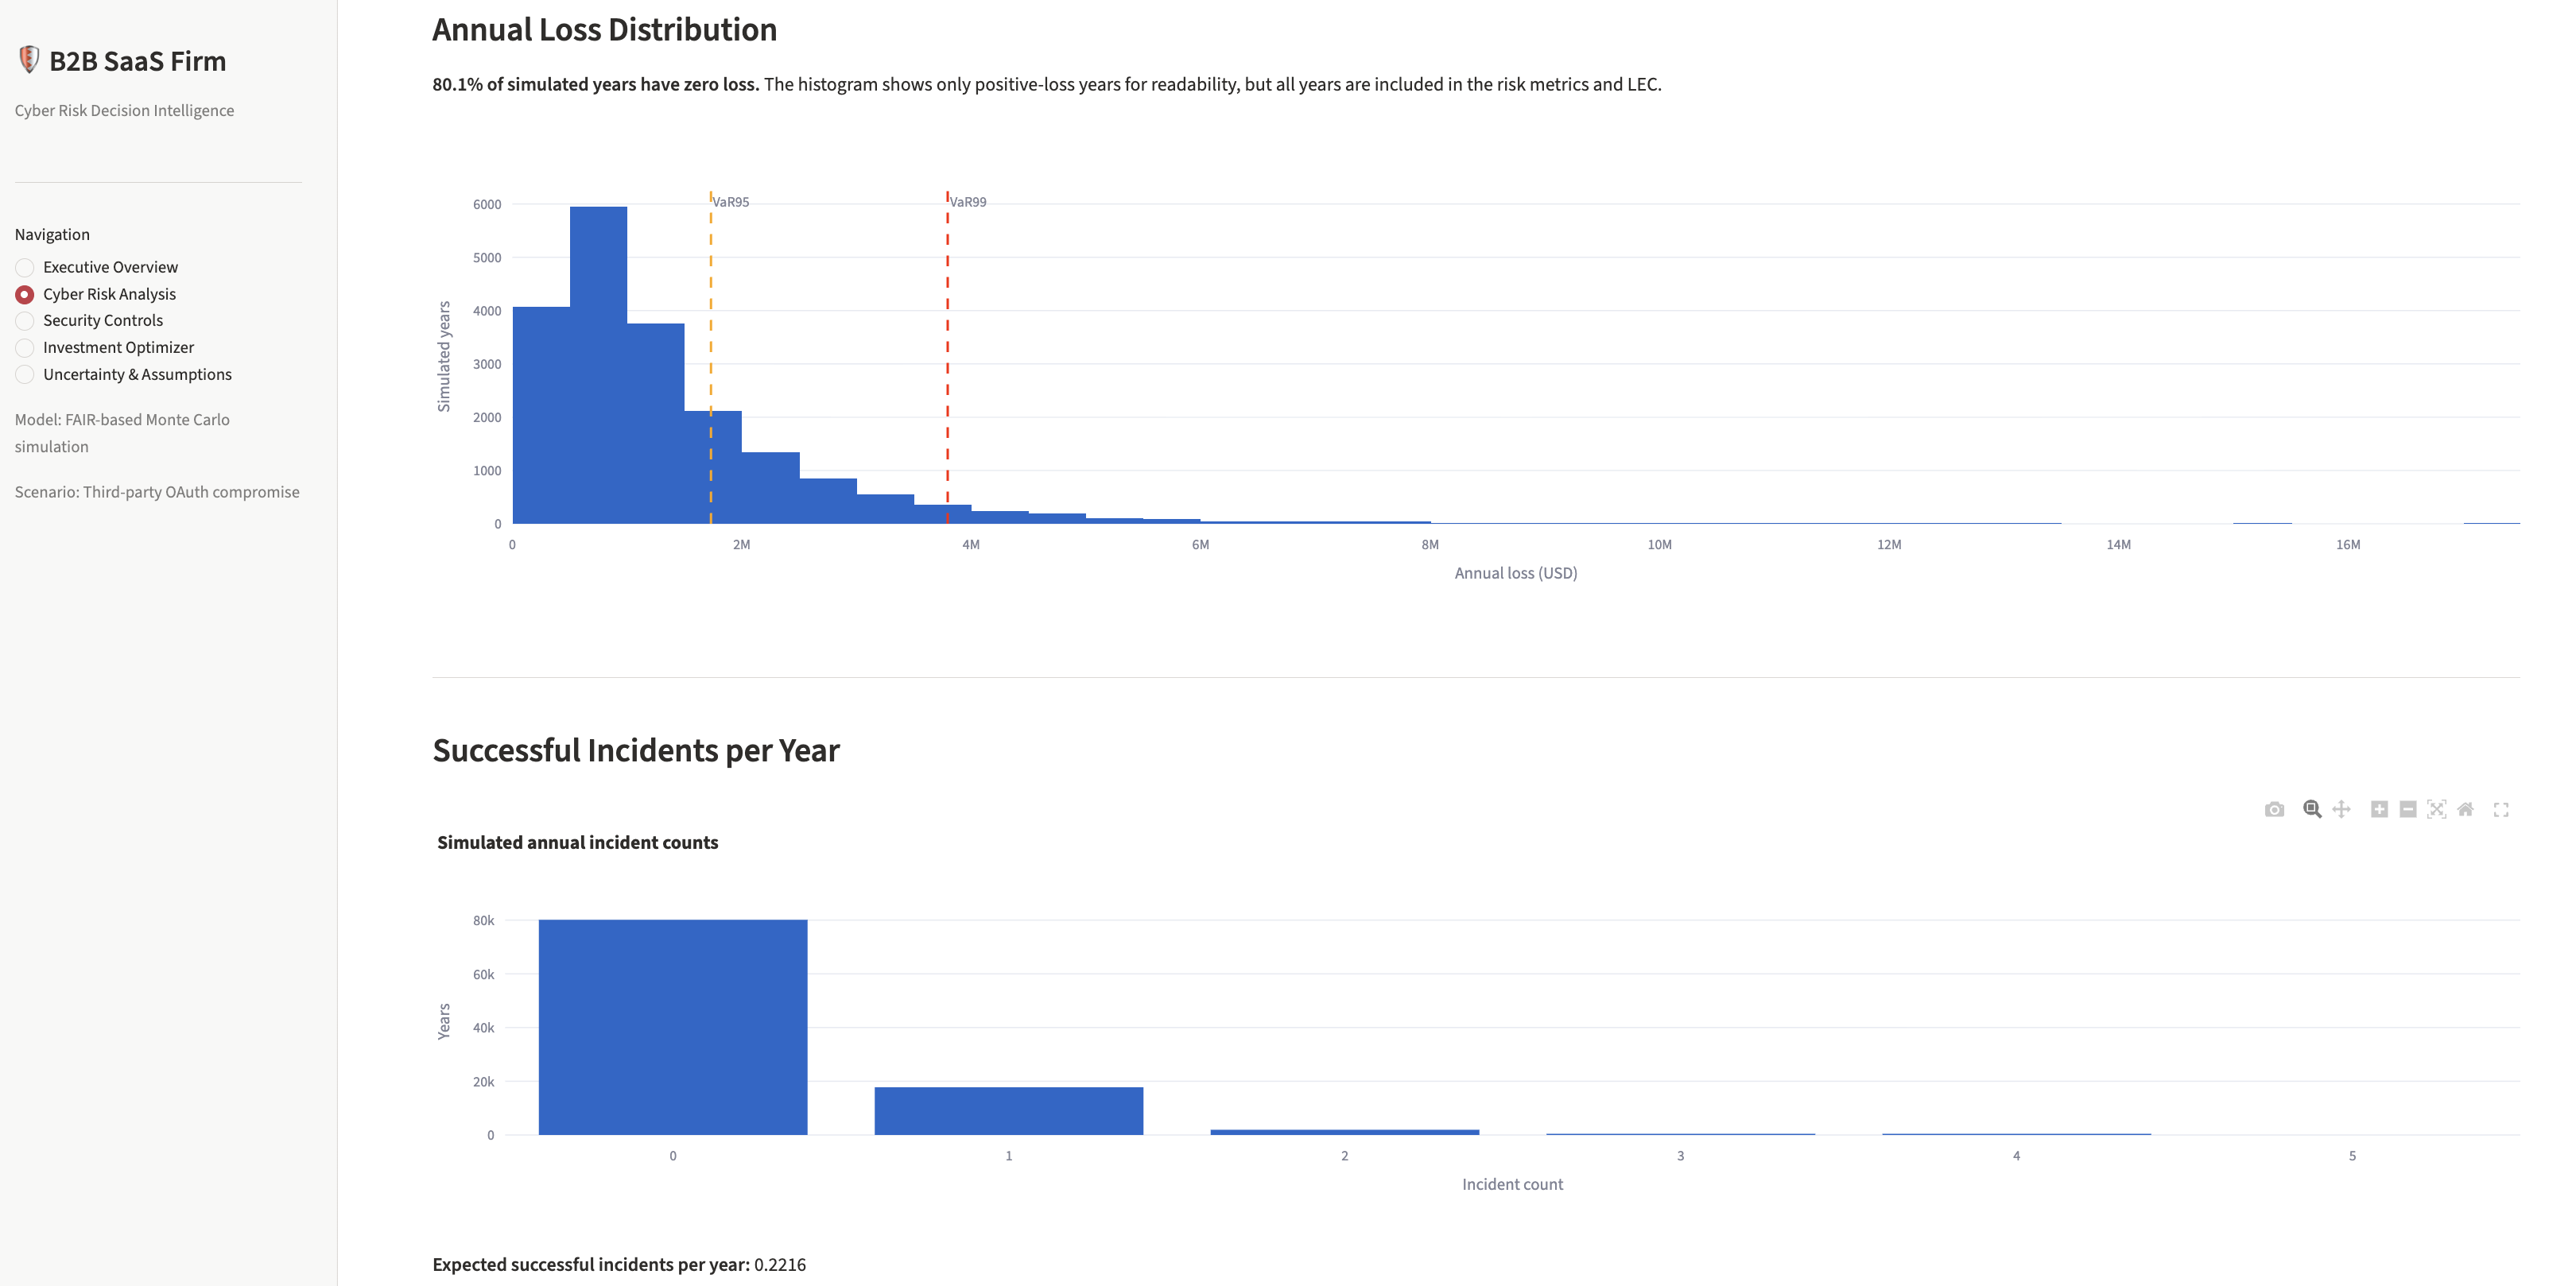 B2B SaaS Firm
Cyber Risk Decision Intelligence
Navigation
Executive Overview
Cyber Risk Analysis
Security Controls
Investment Optimizer
Uncertainty & Assumptions
Model: FAIR-based Monte Carlo
simulation
Scenario: Third-party OAuth compromise
Annual Loss Distribution
80.1% of simulated years have zero loss. The histogram shows only positive-loss years for readability, but all years are included in the risk metrics and LEC.
VaR95
VaR99
6000
5000
4000
3000
2000
1000
0
Simulated years
0
2M
4M
6M
8M
10M
12M
14M
16M
Annual loss (USD)
Successful Incidents per Year
Simulated annual incident counts
80k
60k
40k
20k
0
Years
0
1
2
3
4
5
Incident count
Expected successful incidents per year: 0.2216